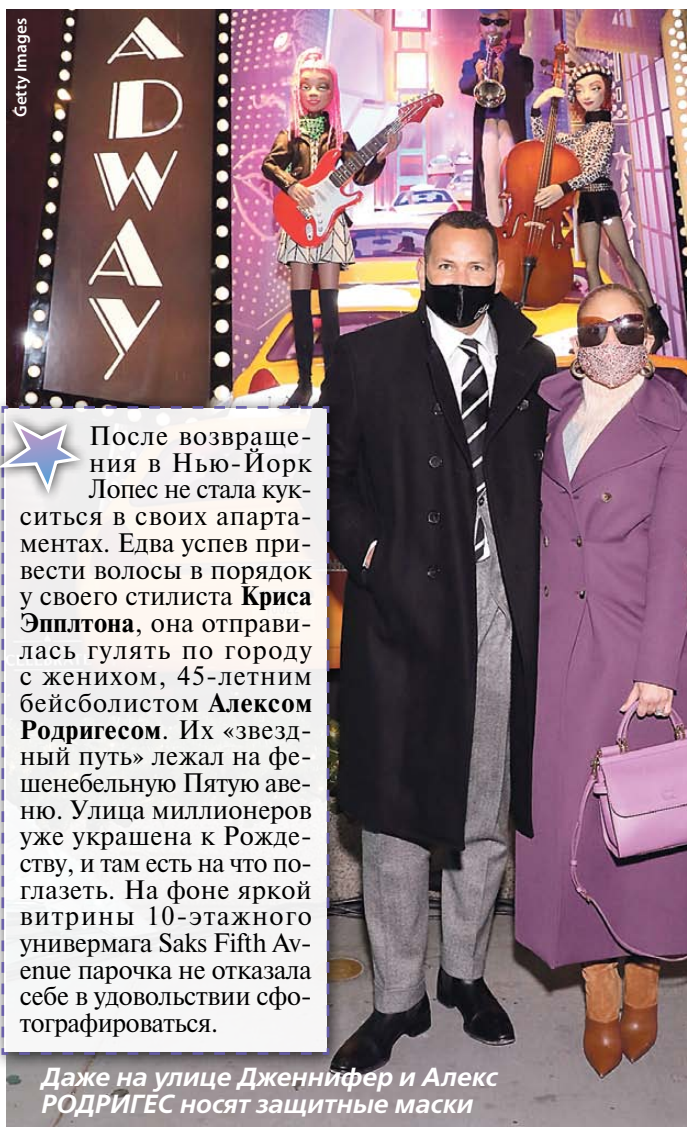 Getty Images
ADWAY
После возвраще-
ния в Нью-Йорк
Лопес не стала кук-
ситься в своих апарта-
ментах. Едва успев при-
вести волосы в порядок
у своего стилиста Криса
Эпплтона, она отправи-
лась гулять по городу
с женихом, 45-летним
бейсболистом Алексом
Родригесом. Их «звезд-
ный путь» лежал на фе-
шенебельную Пятую аве-
ню. Улица миллионеров
уже украшена к Рожде-
ству, и там есть на что по-
глазеть. На фоне яркой
витрины 10-этажного
универмага Saks Fifth Av-
enue парочка не отказала
себе в удовольствии сфо-
тографироваться.
Даже на улице Дженнифер и Алекс
РОДРИГЕС носят защитные маски